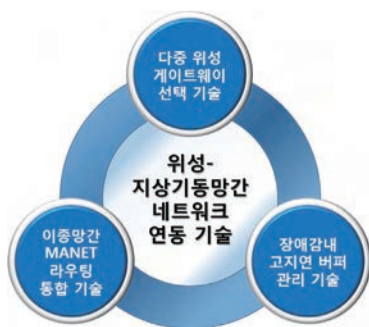 다중 위성
게이트웨이
선택 기술
위성-
지상기동망간
네트워크
연동 기술
이종망간
MANET
라우팅
통합 기술
장애감내
고지연 버퍼
관리 기술